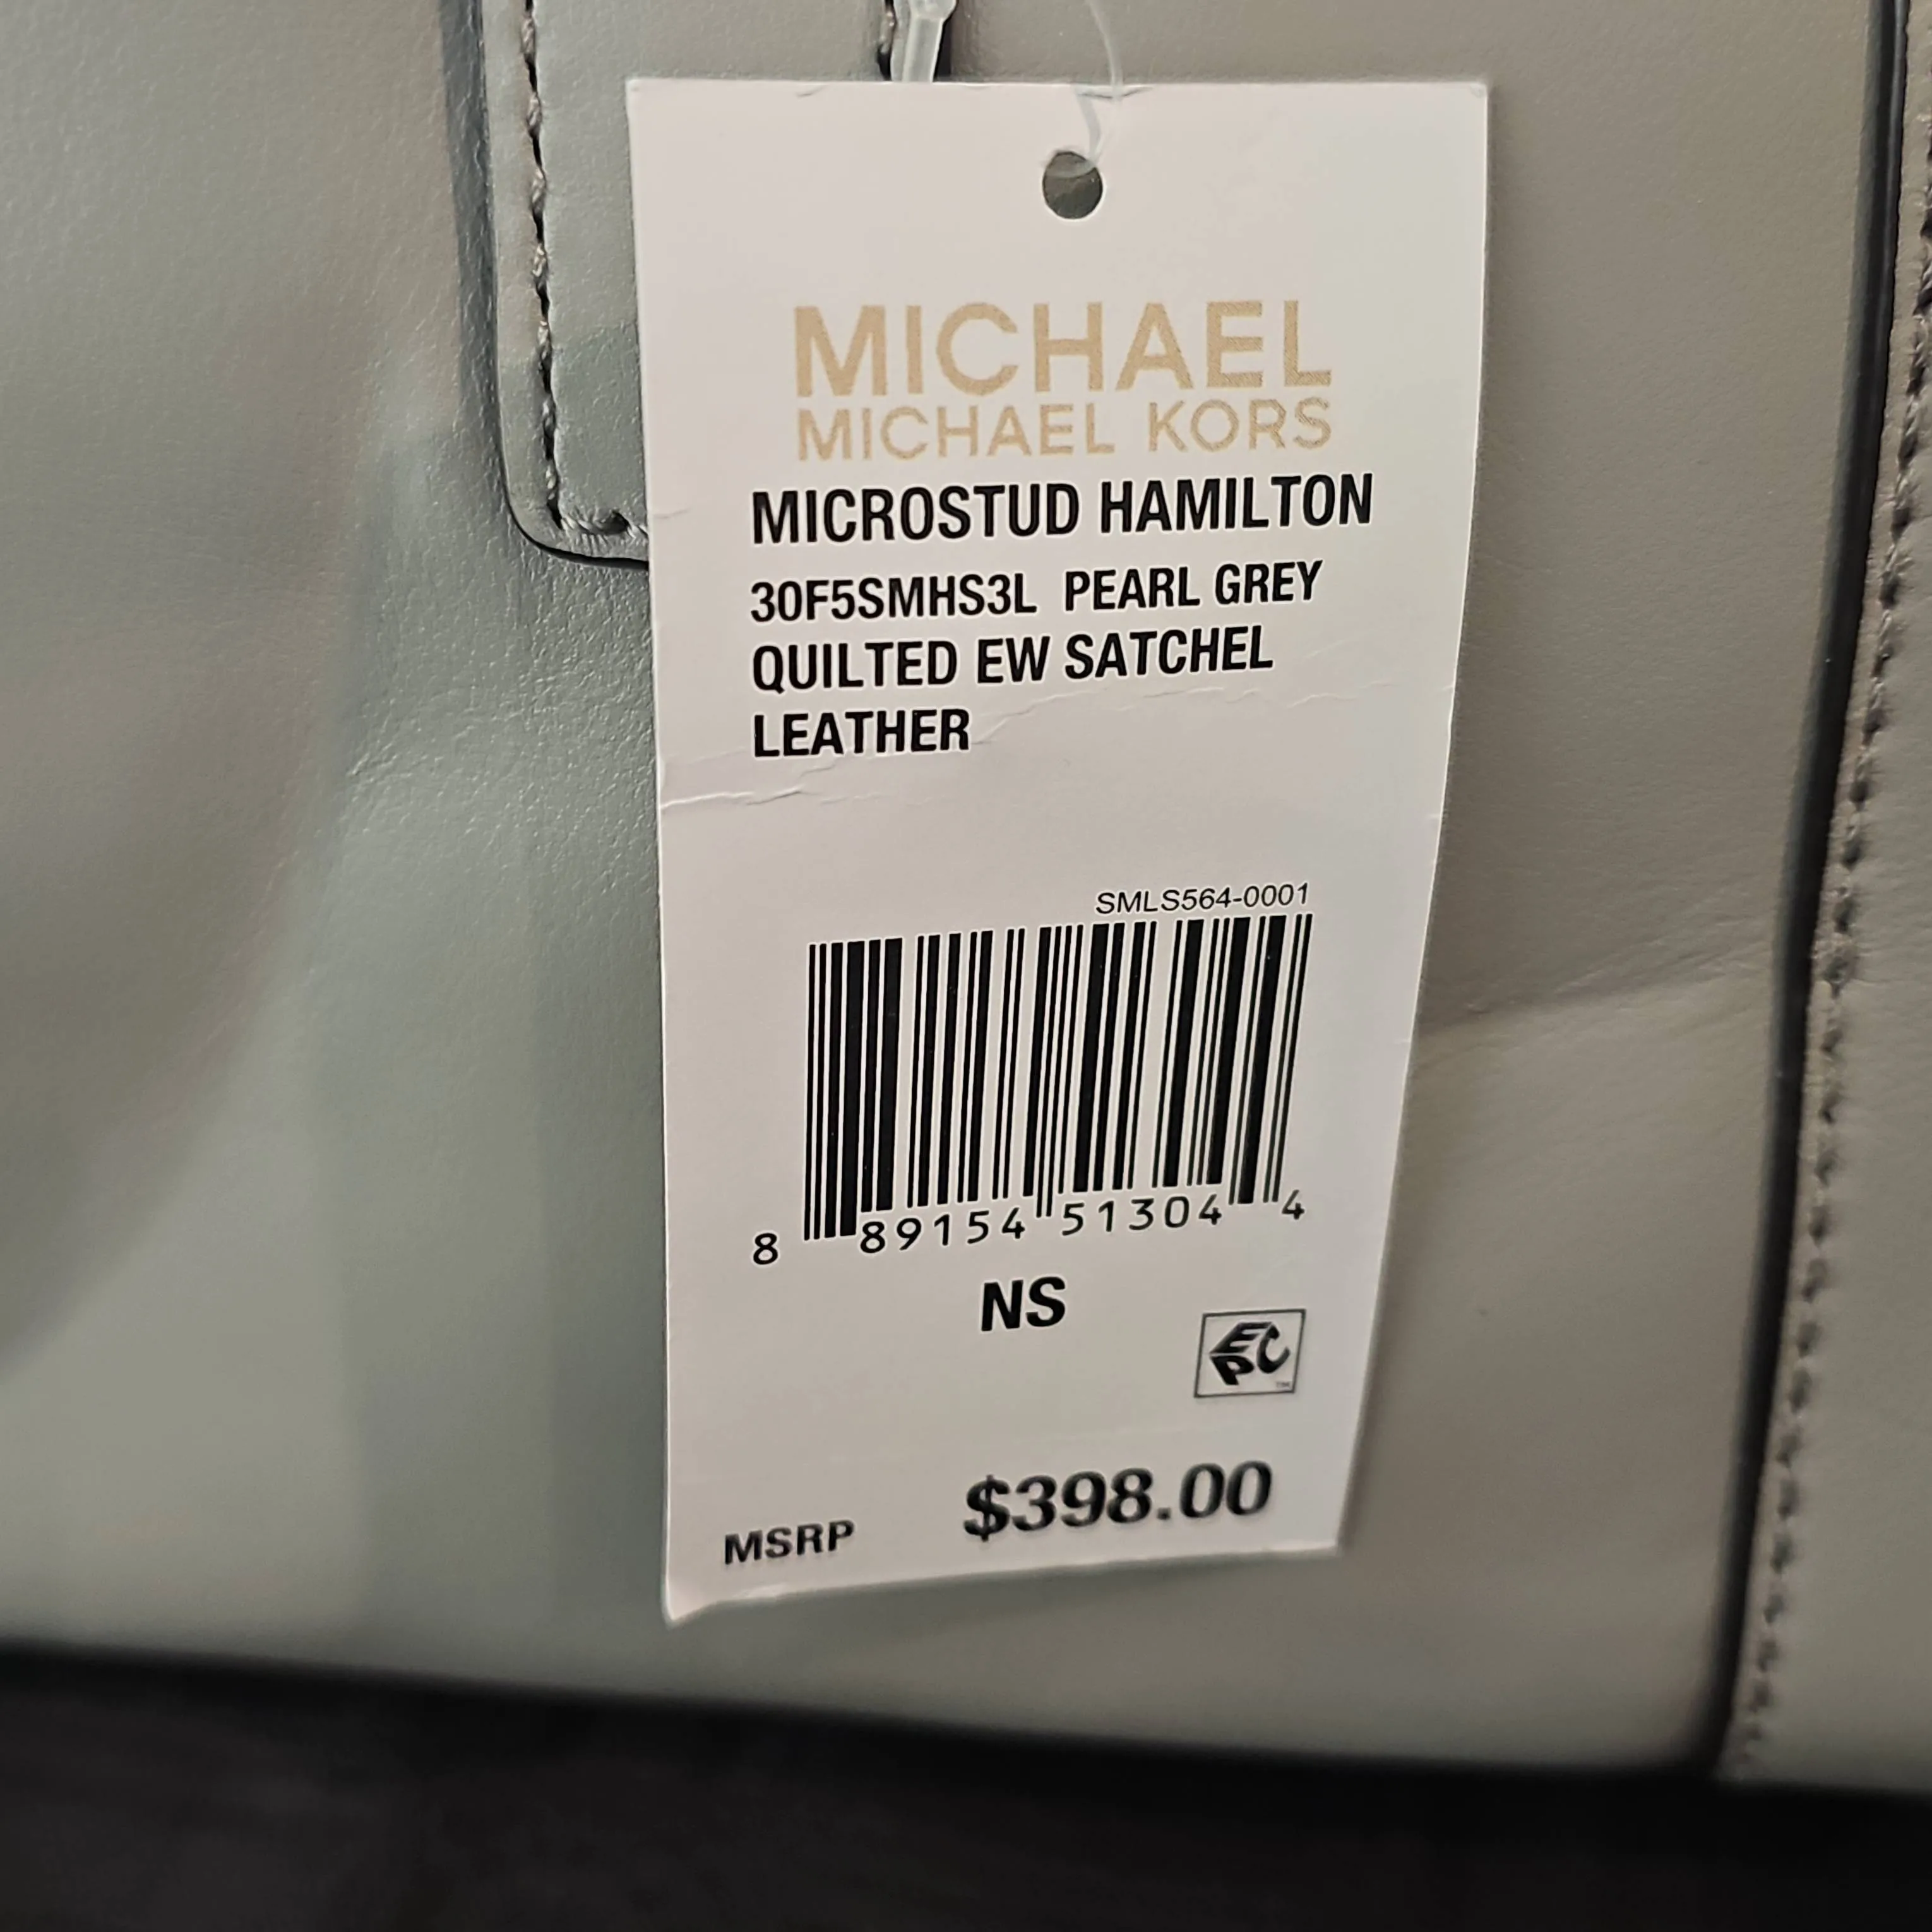 MICHAEL
MICHAEL KORS
MICROSTUD HAMILTON
30F5SMHS3L PEARL GREY
QUILTED EW SATCHEL
LEATHER
SMLS564-0001
8 89154 51304 4
NS
EPC
TM
MSRP $398.00